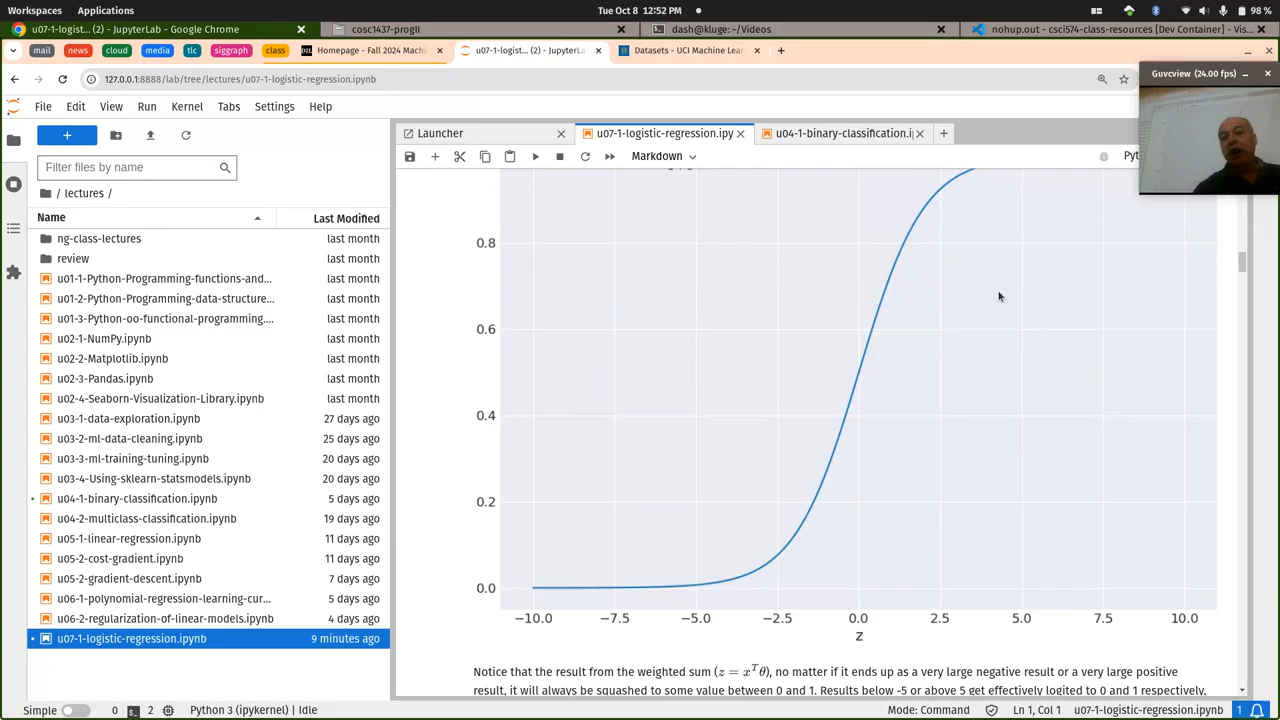 Workspaces Applications Tue Oct 8 12:52 PM 98 %
u07-1-logistic-regression.ipynb... (2) - JupyterLab - Google Chrome cosc1437-progII dash@kluge: ~/Videos nohup.out - csci574-class-resources [Dev Container] - Vis...
mail news cloud media tlc siggraph class Homepage - Fall 2024 Machi u07-1-logist... (2) - JupyterLa Datasets - UCI Machine Lear
127.0.0.1:8888/lab/tree/lectures/u07-1-logistic-regression.ipynb
Guvcview (24.00 fps)
File Edit View Run Kernel Tabs Settings Help
Launcher u07-1-logistic-regression.ipy u04-1-binary-classification.i
Filter files by name
Markdown
Pyt
/ lectures /
Name Last Modified
ng-class-lectures last month
review last month
u01-1-Python-Programming-functions-and... last month
u01-2-Python-Programming-data-structure... last month
u01-3-Python-oo-functional-programming.... last month
u02-1-NumPy.ipynb last month
u02-2-Matplotlib.ipynb last month
u02-3-Pandas.ipynb last month
u02-4-Seaborn-Visualization-Library.ipynb last month
u03-1-data-exploration.ipynb 27 days ago
u03-2-ml-data-cleaning.ipynb 25 days ago
u03-3-ml-training-tuning.ipynb 20 days ago
u03-4-Using-sklearn-statsmodels.ipynb 20 days ago
u04-1-binary-classification.ipynb 5 days ago
u04-2-multiclass-classification.ipynb 19 days ago
u05-1-linear-regression.ipynb 11 days ago
u05-2-cost-gradient.ipynb 11 days ago
u05-2-gradient-descent.ipynb 7 days ago
u06-1-polynomial-regression-learning-cur... 5 days ago
u06-2-regularization-of-linear-models.ipynb 4 days ago
u07-1-logistic-regression.ipynb 9 minutes ago
0.8
0.6
0.4
0.2
0.0
−10.0 −7.5 −5.0 −2.5 0.0 2.5 5.0 7.5 10.0
z
Notice that the result from the weighted sum (z = xᵀθ), no matter if it ends up as a very large negative result or a very large positive
result, it will always be squashed to some value between 0 and 1. Results below -5 or above 5 get effectively logited to 0 and 1 respectively,
Simple 0 2 Python 3 (ipykernel) | Idle Mode: Command Ln 1, Col 1 u07-1-logistic-regression.ipynb 1